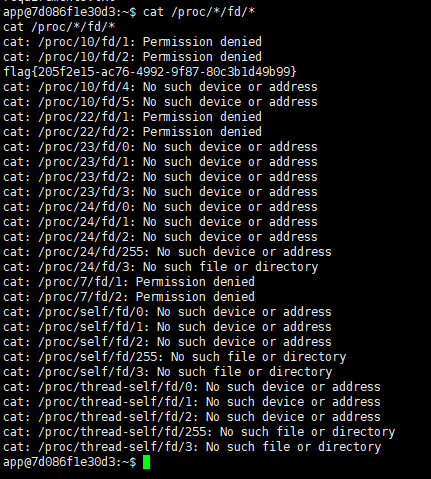 app@7d086f1e30d3:~$ cat /proc/*/fd/*
cat /proc/*/fd/*
cat: /proc/10/fd/1: Permission denied
cat: /proc/10/fd/2: Permission denied
flag{205f2e15-ac76-4992-9f87-80c3b1d49b99}
cat: /proc/10/fd/4: No such device or address
cat: /proc/10/fd/5: No such device or address
cat: /proc/22/fd/1: Permission denied
cat: /proc/22/fd/2: Permission denied
cat: /proc/23/fd/0: No such device or address
cat: /proc/23/fd/1: No such device or address
cat: /proc/23/fd/2: No such device or address
cat: /proc/23/fd/3: No such device or address
cat: /proc/24/fd/0: No such device or address
cat: /proc/24/fd/1: No such device or address
cat: /proc/24/fd/2: No such device or address
cat: /proc/24/fd/255: No such device or address
cat: /proc/24/fd/3: No such file or directory
cat: /proc/7/fd/1: Permission denied
cat: /proc/7/fd/2: Permission denied
cat: /proc/self/fd/0: No such device or address
cat: /proc/self/fd/1: No such device or address
cat: /proc/self/fd/2: No such device or address
cat: /proc/self/fd/255: No such file or directory
cat: /proc/self/fd/3: No such file or directory
cat: /proc/thread-self/fd/0: No such device or address
cat: /proc/thread-self/fd/1: No such device or address
cat: /proc/thread-self/fd/2: No such device or address
cat: /proc/thread-self/fd/255: No such file or directory
cat: /proc/thread-self/fd/3: No such file or directory
app@7d086f1e30d3:~$